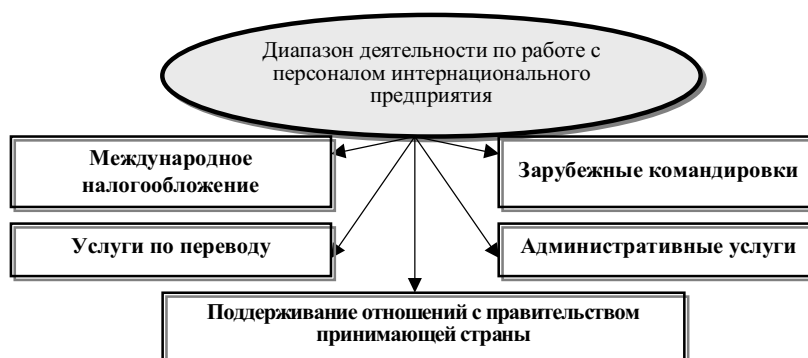 Диапазон деятельности по работе с
персоналом интернационального
предприятия
Международное
налогообложение
Зарубежные командировки
Услуги по переводу
Административные услуги
Поддерживание отношений с правительством
принимающей страны